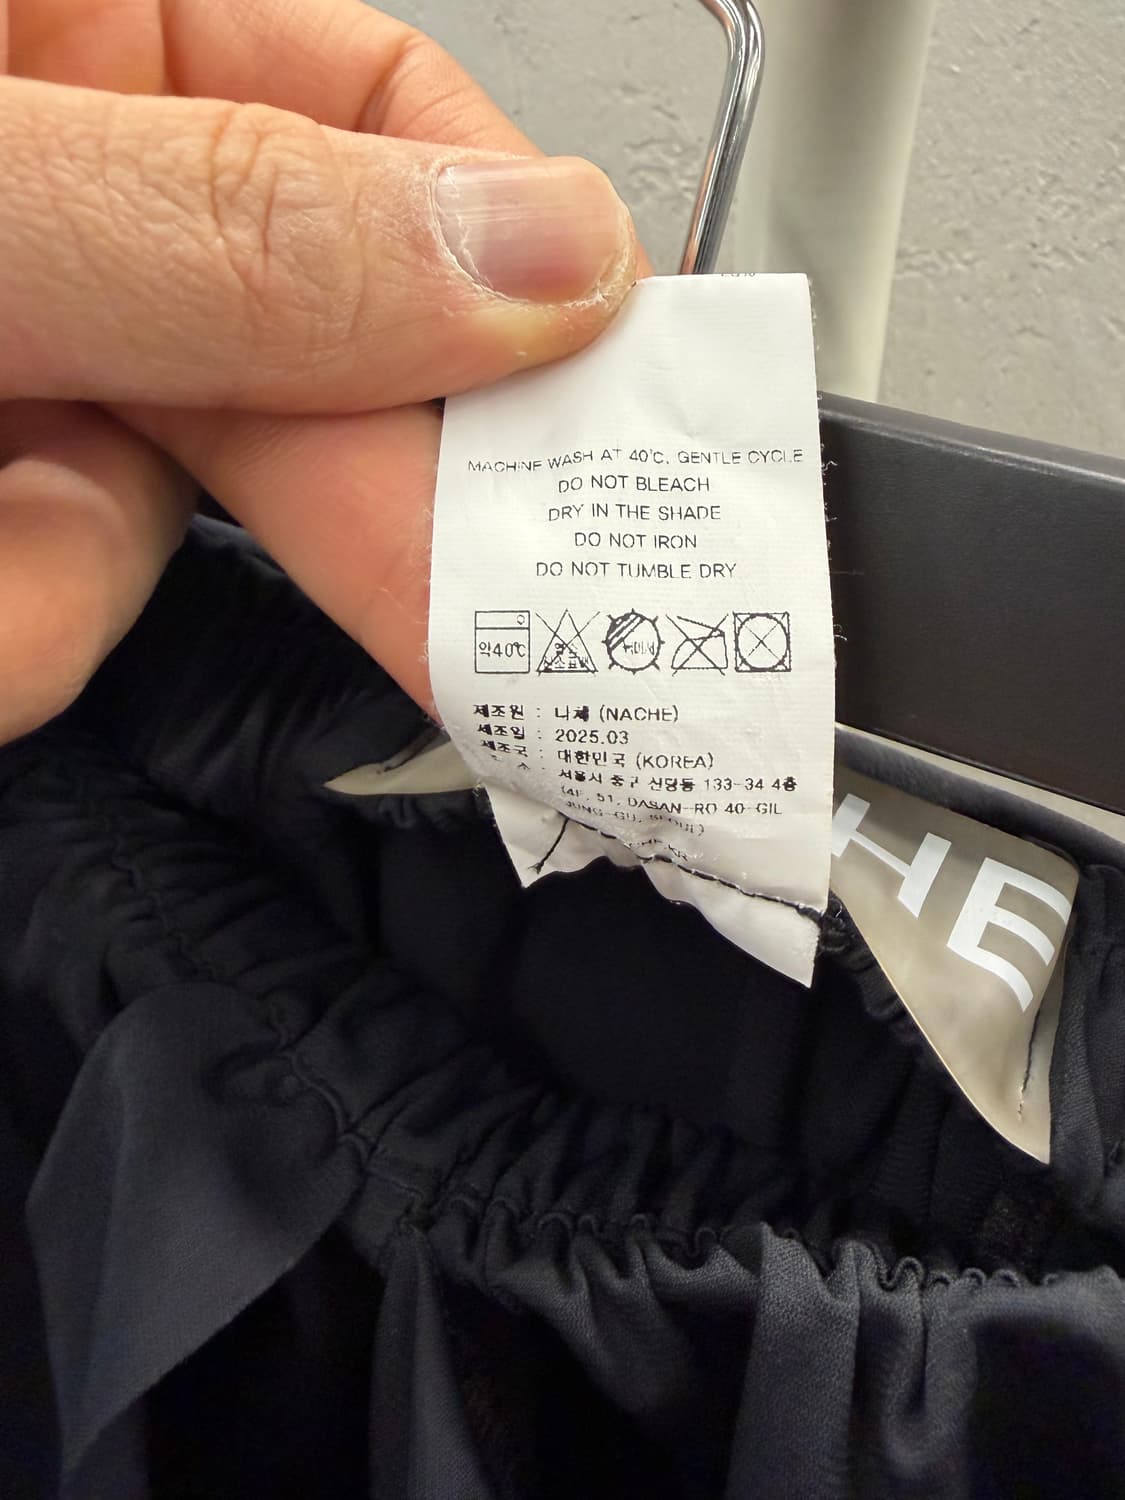 MACHINE WASH AT 40°C, GENTLE CYCLE
DO NOT BLEACH
DRY IN THE SHADE
DO NOT IRON
DO NOT TUMBLE DRY
약40℃
제조원 : 니체 (NACHE)
제조일 : 2025.03
제조국 : 대한민국 (KOREA)
서울시 중구 신당동 133-34 4층
(4F, 51, DASAN-RO 40-GIL
JUNG-GU, SEOUL)
HE